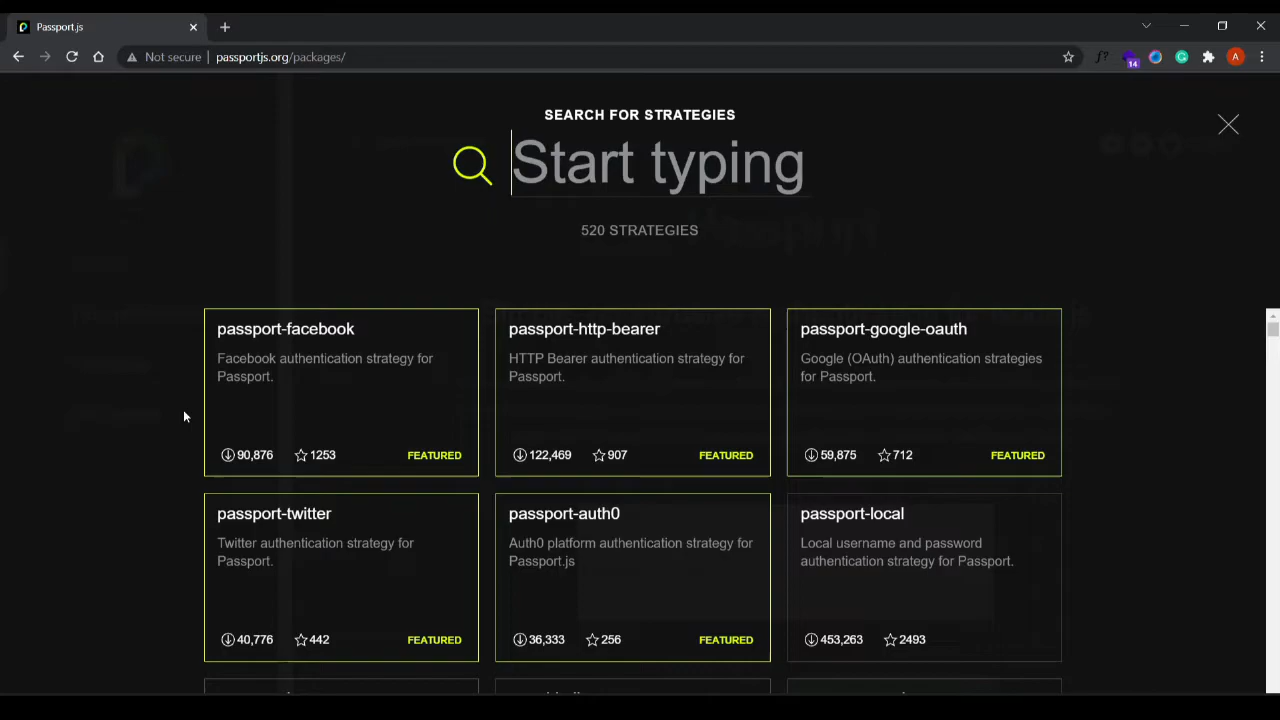 Passport.js
Not secure
passportjs.org/packages/
f?
14
A
SEARCH FOR STRATEGIES
Start typing
520 STRATEGIES
passport-facebook
Facebook authentication strategy for
Passport.
90,876
1253
FEATURED
passport-http-bearer
HTTP Bearer authentication strategy for
Passport.
122,469
907
FEATURED
passport-google-oauth
Google (OAuth) authentication strategies
for Passport.
59,875
712
FEATURED
passport-twitter
Twitter authentication strategy for
Passport.
40,776
442
FEATURED
passport-auth0
Auth0 platform authentication strategy for
Passport.js
36,333
256
FEATURED
passport-local
Local username and password
authentication strategy for Passport.
453,263
2493